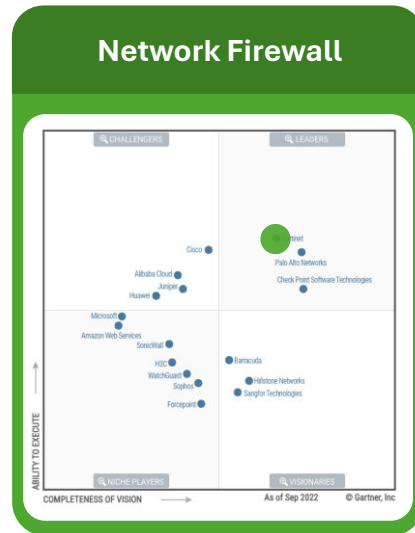 Network Firewall
CHALLENGERS
LEADERS
Cisco
Palo Alto Networks
Alibaba Cloud
Check Point Software Technologies
Juniper
Huawei
Microsoft
Amazon Web Services
SonicWall
H3C
Barracuda
WatchGuard
Hillstone Networks
Sophos
Sangfor Technologies
Forcepoint
ABILITY TO EXECUTE
NICHE PLAYERS
VISIONARIES
COMPLETENESS OF VISION
As of Sep 2022
© Gartner, Inc